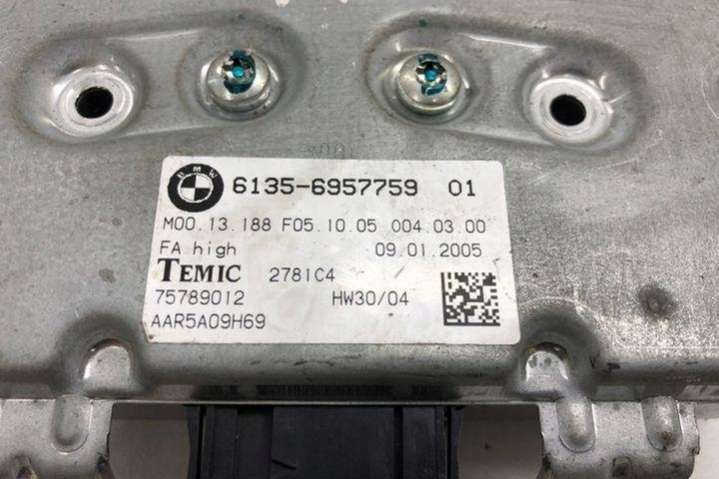 BMW 6135-6957759 01
M00.13.188 F05.10.05 004.03.00
FA high 09.01.2005
TEMIC 2781C4
75789012 HW30/04
AAR5A09H69